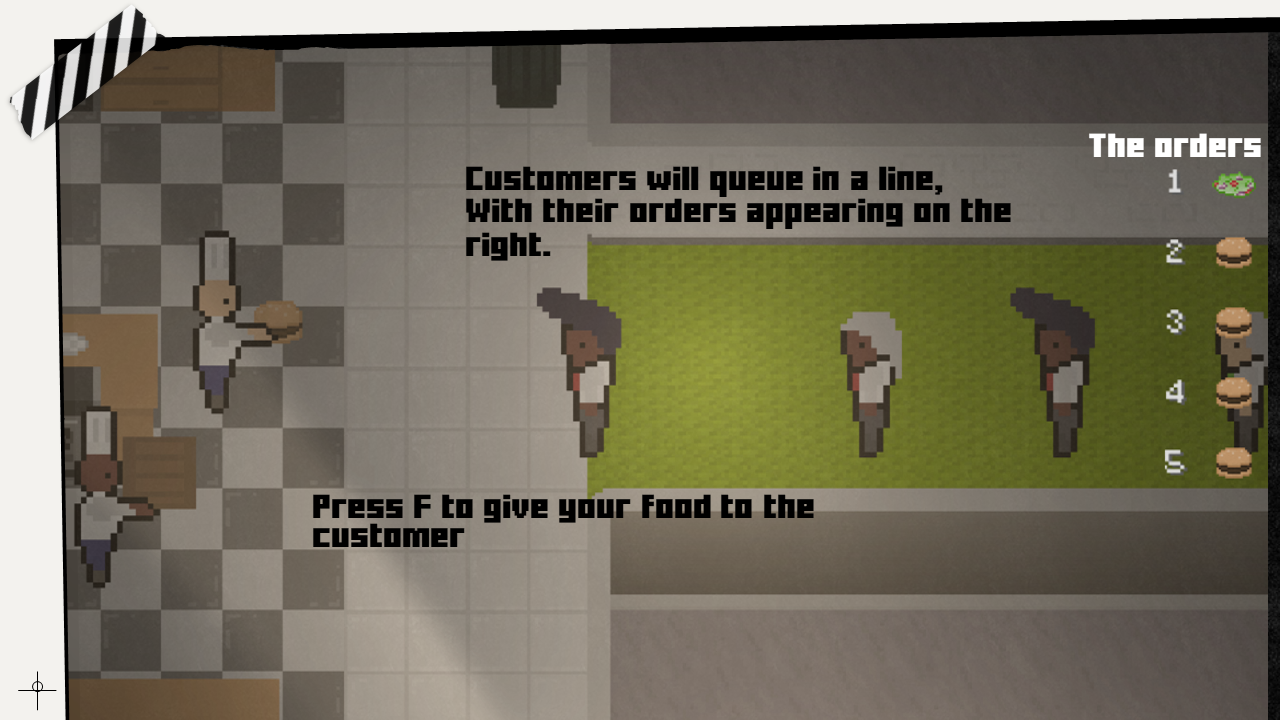 The orders
1
Customers will queue in a line,
With their orders appearing on the
right.
2
3
4
5
Press F to give your food to the
customer